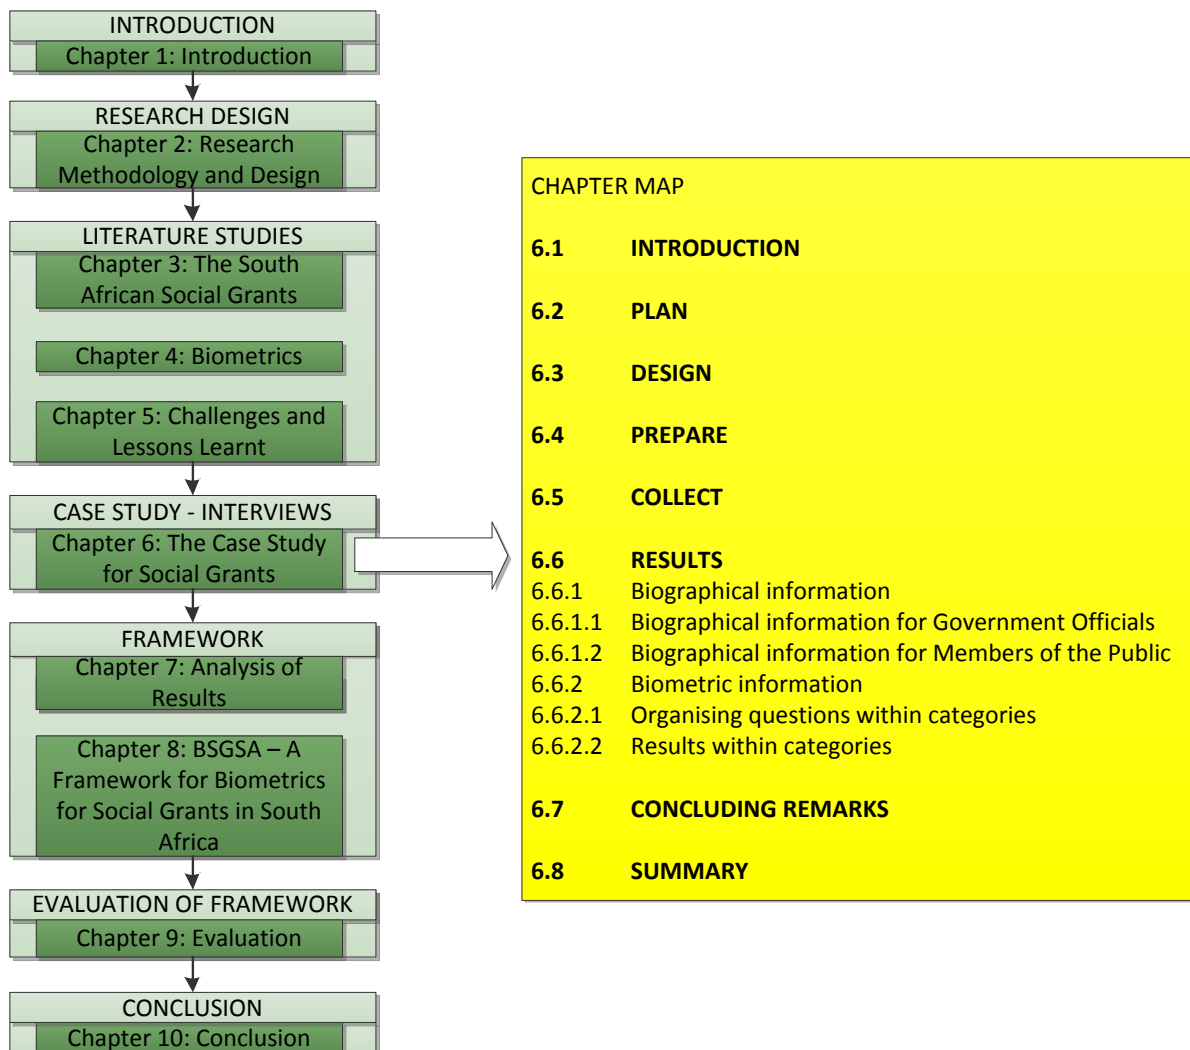 INTRODUCTION
Chapter 1: Introduction
RESEARCH DESIGN
Chapter 2: Research
Methodology and Design
LITERATURE STUDIES
Chapter 3: The South
African Social Grants
Chapter 4: Biometrics
Chapter 5: Challenges and
Lessons Learnt
CASE STUDY - INTERVIEWS
Chapter 6: The Case Study
for Social Grants
FRAMEWORK
Chapter 7: Analysis of
Results
Chapter 8: BSGSA – A
Framework for Biometrics
for Social Grants in South
Africa
EVALUATION OF FRAMEWORK
Chapter 9: Evaluation
CONCLUSION
Chapter 10: Conclusion
CHAPTER MAP
6.1 INTRODUCTION
6.2 PLAN
6.3 DESIGN
6.4 PREPARE
6.5 COLLECT
6.6 RESULTS
6.6.1 Biographical information
6.6.1.1 Biographical information for Government Officials
6.6.1.2 Biographical information for Members of the Public
6.6.2 Biometric information
6.6.2.1 Organising questions within categories
6.6.2.2 Results within categories
6.7 CONCLUDING REMARKS
6.8 SUMMARY